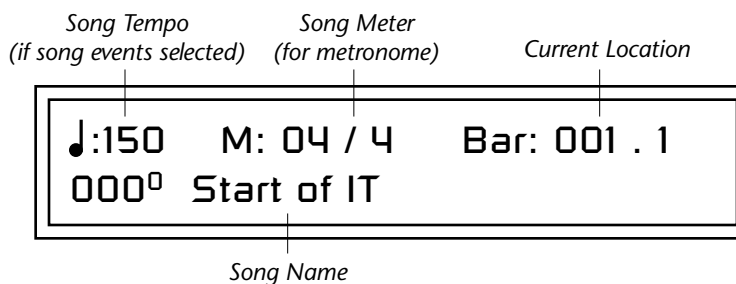 Song Tempo
(if song events selected)
Song Meter
(for metronome)
Current Location
♩:150 M: 04 / 4 Bar: 001 . 1
000⁰ Start of IT
Song Name